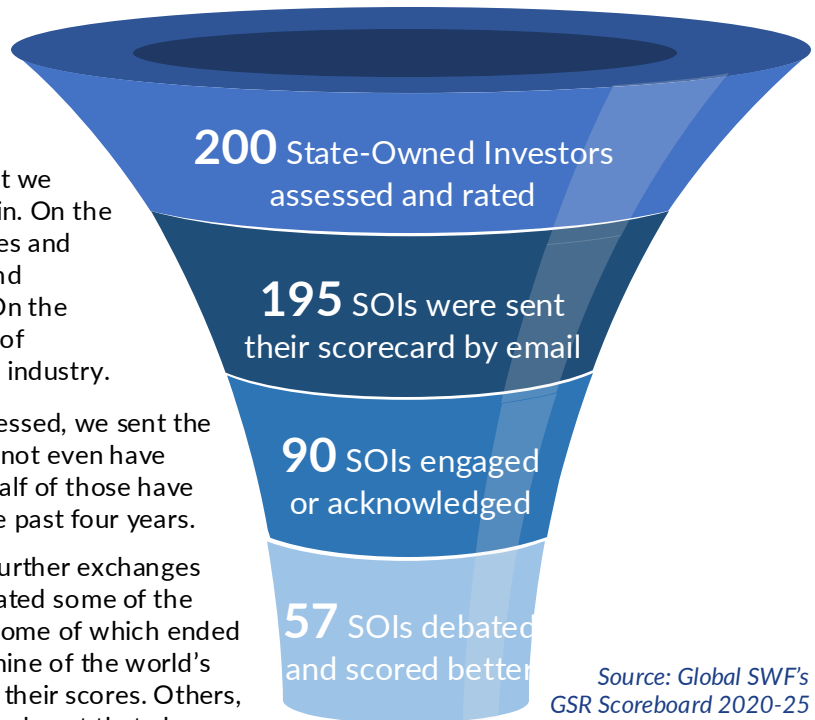 200 State-Owned Investors
assessed and rated
195 SOIs were sent
their scorecard by email
90 SOIs engaged
or acknowledged
57 SOIs debated
and scored better
t we
in. On the
es and
nd
On the
of
industry.
essed, we sent the
not even have
alf of those have
e past four years.
urther exchanges
ated some of the
ome of which ended
nine of the world's
their scores. Others,
Source: Global SWF's
GSR Scoreboard 2020-25